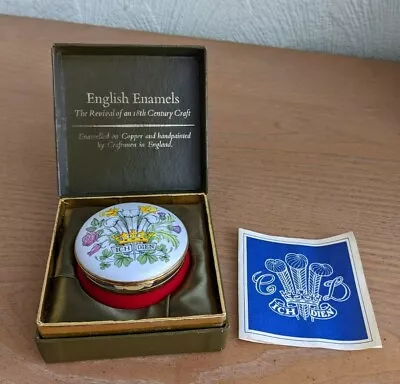 English Enamels
The Revival of an 18th Century Craft
Enamelled on Copper and handpainted
by Craftsmen in England.
ICH DIEN
C D
ICH DIEN